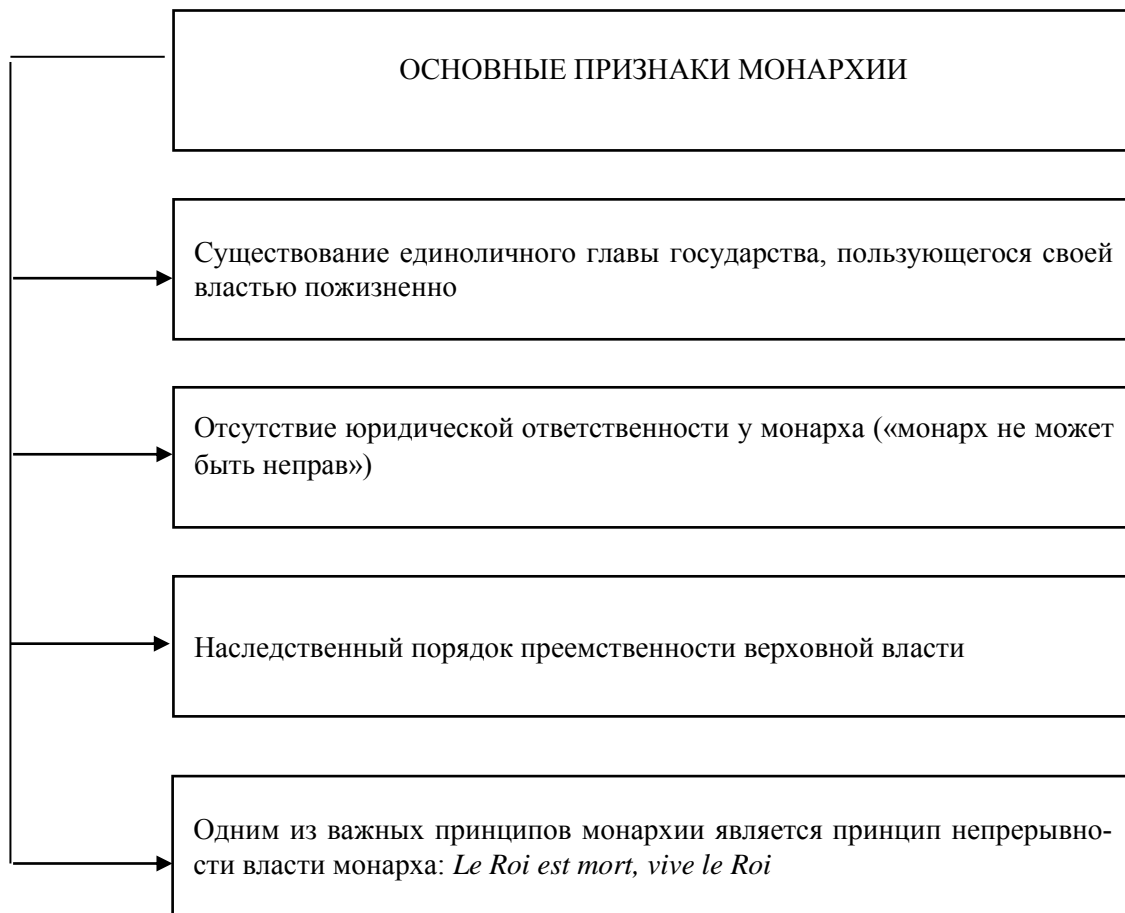 ОСНОВНЫЕ ПРИЗНАКИ МОНАРХИИ
Существование единоличного главы государства, пользующегося своей
властью пожизненно
Отсутствие юридической ответственности у монарха («монарх не может
быть неправ»)
Наследственный порядок преемственности верховной власти
Одним из важных принципов монархии является принцип непрерывно-
сти власти монарха: Le Roi est mort, vive le Roi